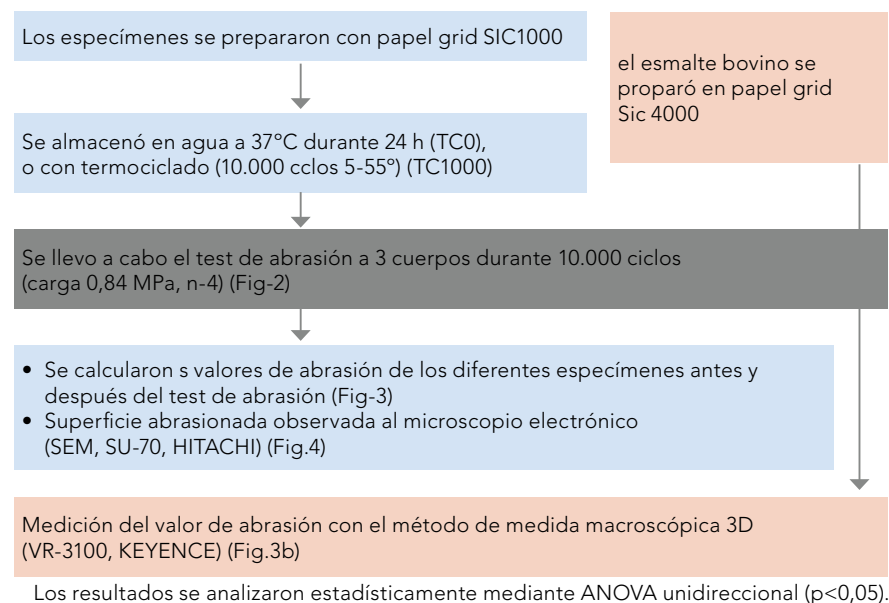 Los especímenes se prepararon con papel grid SIC1000
el esmalte bovino se
proparó en papel grid
Sic 4000
Se almacenó en agua a 37°C durante 24 h (TC0),
o con termociclado (10.000 cclos 5-55º) (TC1000)
Se llevo a cabo el test de abrasión a 3 cuerpos durante 10.000 ciclos
(carga 0,84 MPa, n-4) (Fig-2)
• Se calcularon s valores de abrasión de los diferentes especímenes antes y
después del test de abrasión (Fig-3)
• Superficie abrasionada observada al microscopio electrónico
(SEM, SU-70, HITACHI) (Fig.4)
Medición del valor de abrasión con el método de medida macroscópica 3D
(VR-3100, KEYENCE) (Fig.3b)
Los resultados se analizaron estadísticamente mediante ANOVA unidireccional (p<0,05).